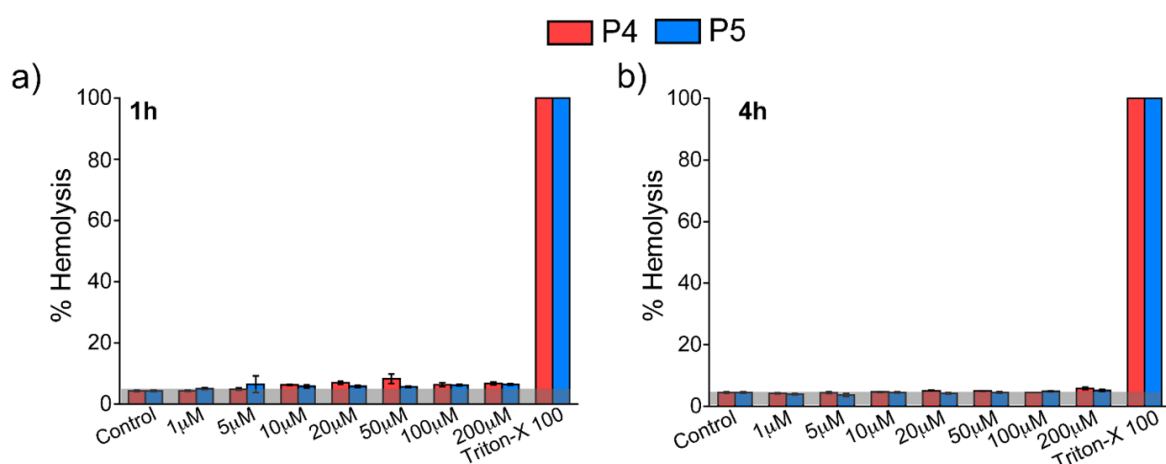 P4 P5
a)
1h
% Hemolysis
100
80
60
40
20
0
Control 1μM 5μM 10μM 20μM 50μM 100μM 200μM Triton-X 100
b)
4h
% Hemolysis
100
80
60
40
20
0
Control 1μM 5μM 10μM 20μM 50μM 100μM 200μM Triton-X 100